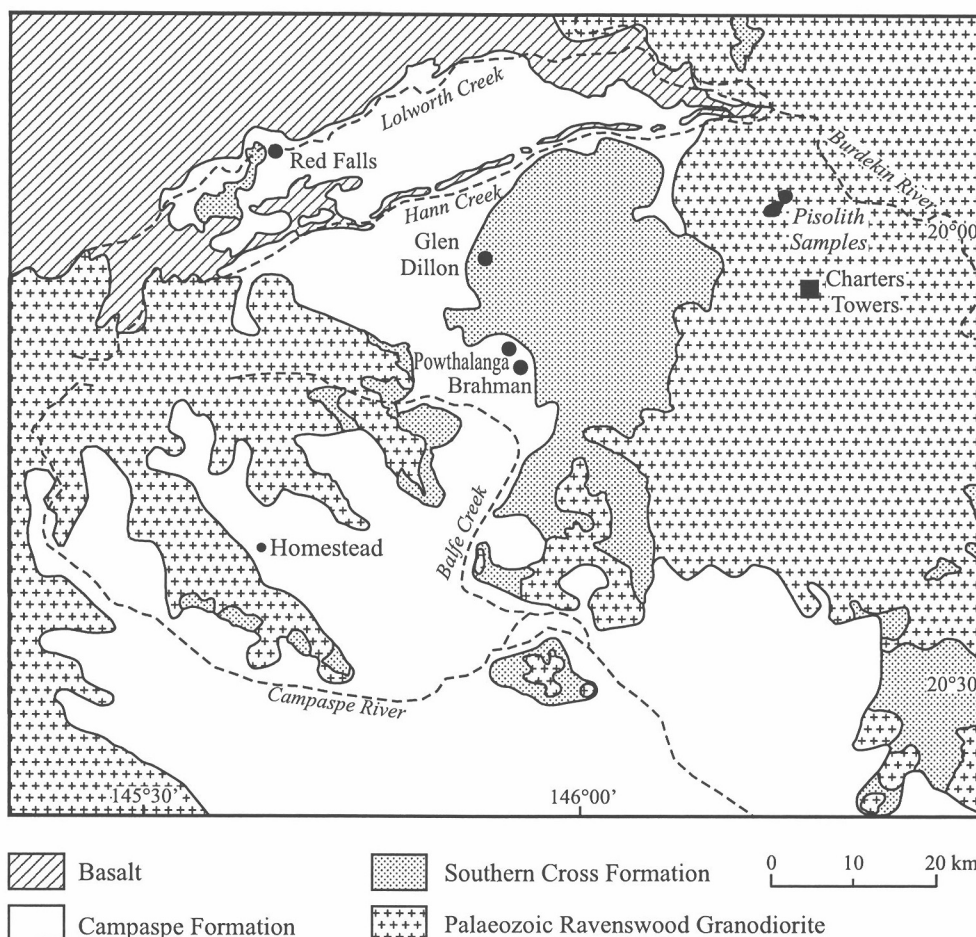 Lolworth Creek
Red Falls
Burdekan River
Hann Creek
Pisolith
Samples
20°00
Glen
Dillon
Charters
Towers
Powthalanga
Brahman
Balfe Creek
Homestead
20°30
Campaspe River
145°30'
146°00'
Basalt
Southern Cross Formation
0 10 20 km
Campaspe Formation
Palaeozoic Ravenswood Granodiorite